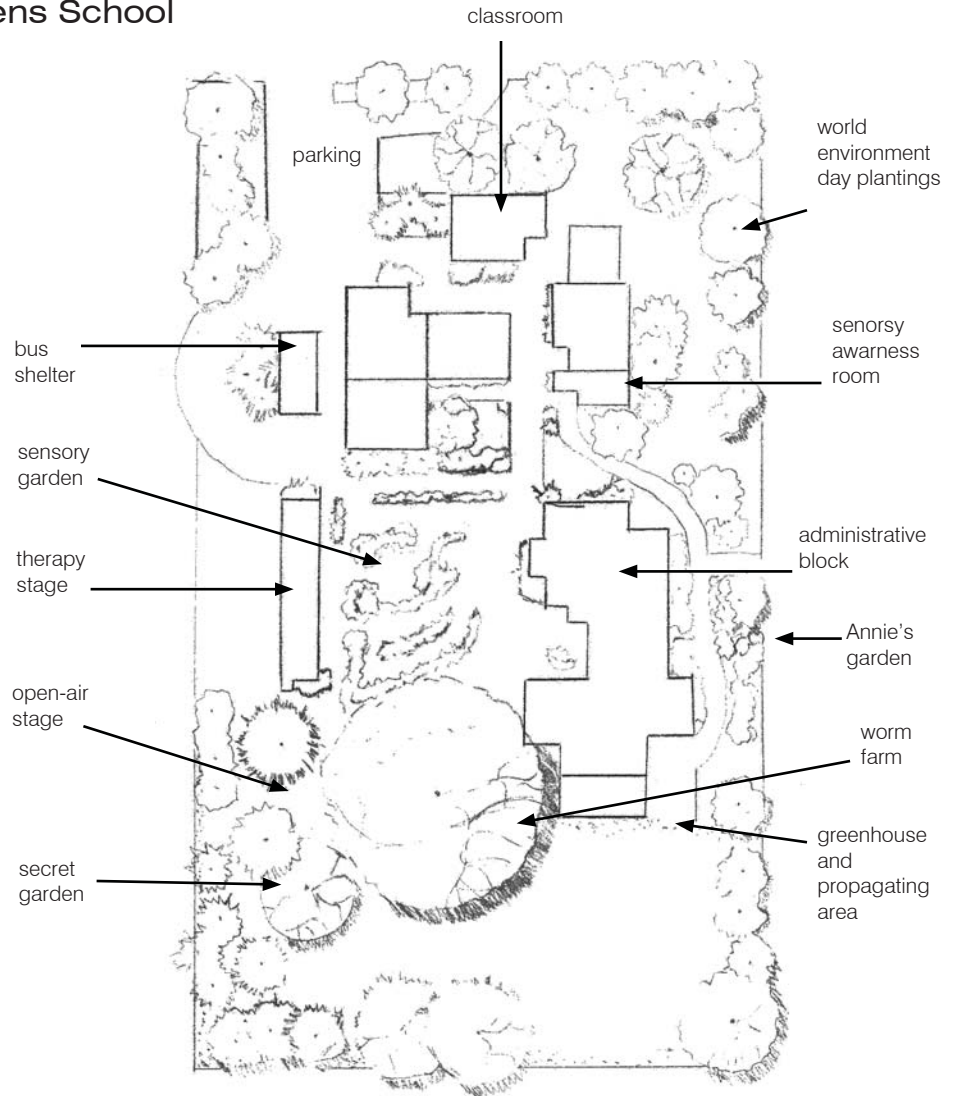 ens School
classroom
parking
world
environment
day plantings
bus
shelter
senorsy
awarness
room
sensory
garden
therapy
stage
administrative
block
Annie's
garden
open-air
stage
worm
farm
secret
garden
greenhouse
and
propagating
area